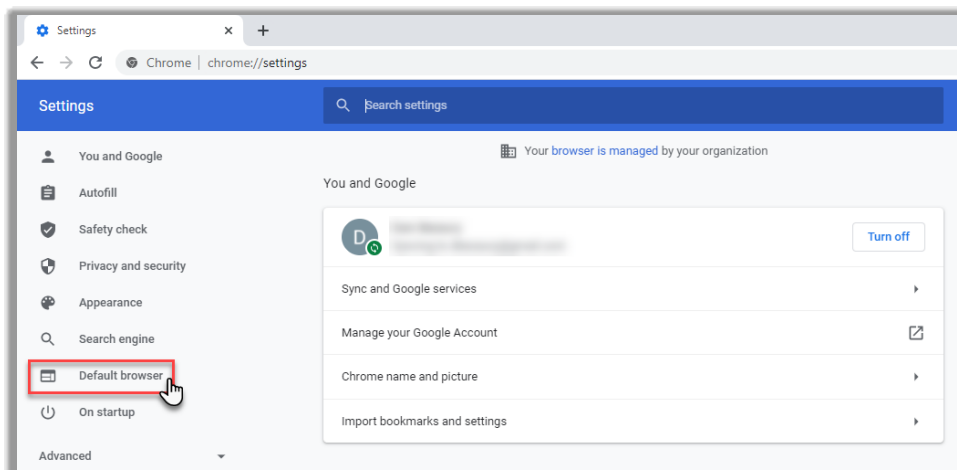 Settings
Chrome | chrome://settings
Settings
Search settings
You and Google
Autofill
Safety check
Privacy and security
Appearance
Search engine
Default browser
On startup
Advanced
Your browser is managed by your organization
You and Google
D
Turn off
Sync and Google services
Manage your Google Account
Chrome name and picture
Import bookmarks and settings